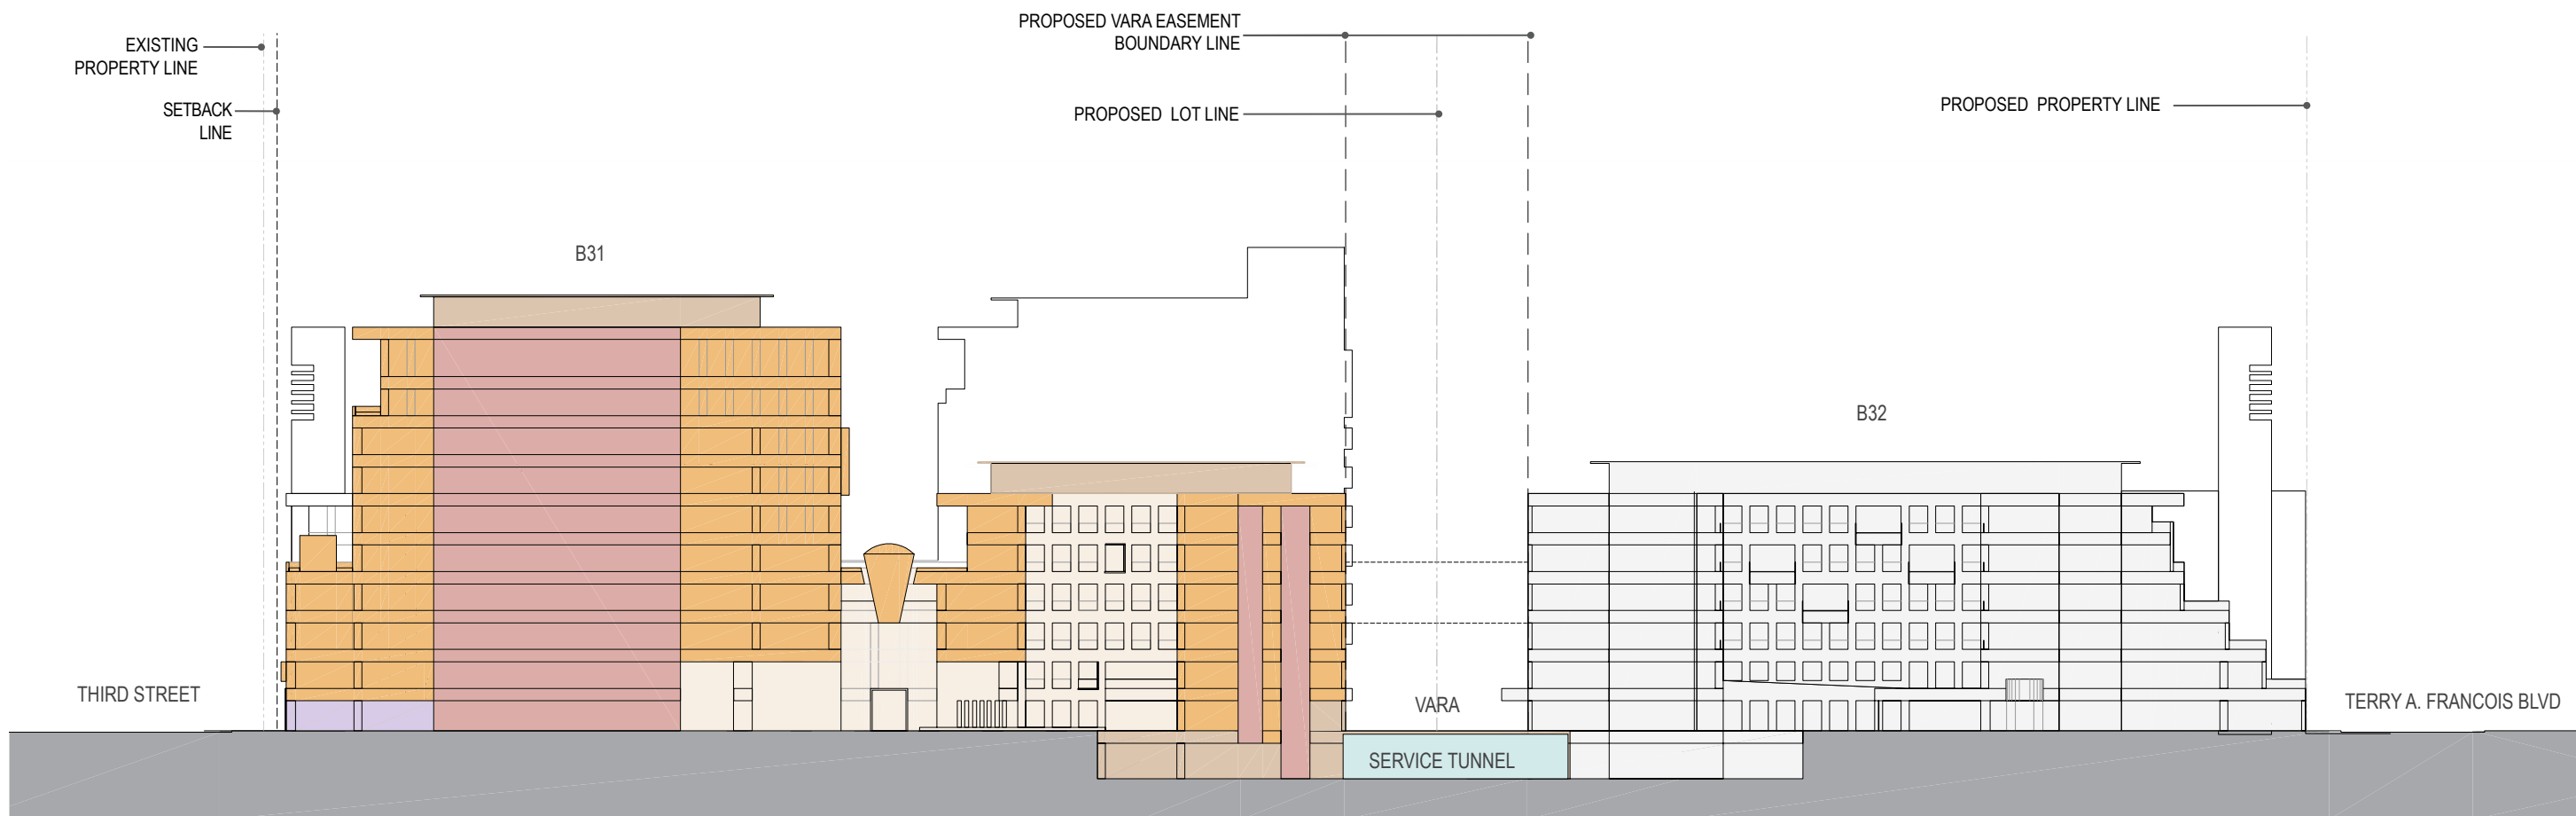 EXISTING
PROPERTY LINE
SETBACK
LINE
PROPOSED VARA EASEMENT
BOUNDARY LINE
PROPOSED LOT LINE
PROPOSED PROPERTY LINE
B31
B32
THIRD STREET
VARA
TERRY A. FRANCOIS BLVD
SERVICE TUNNEL